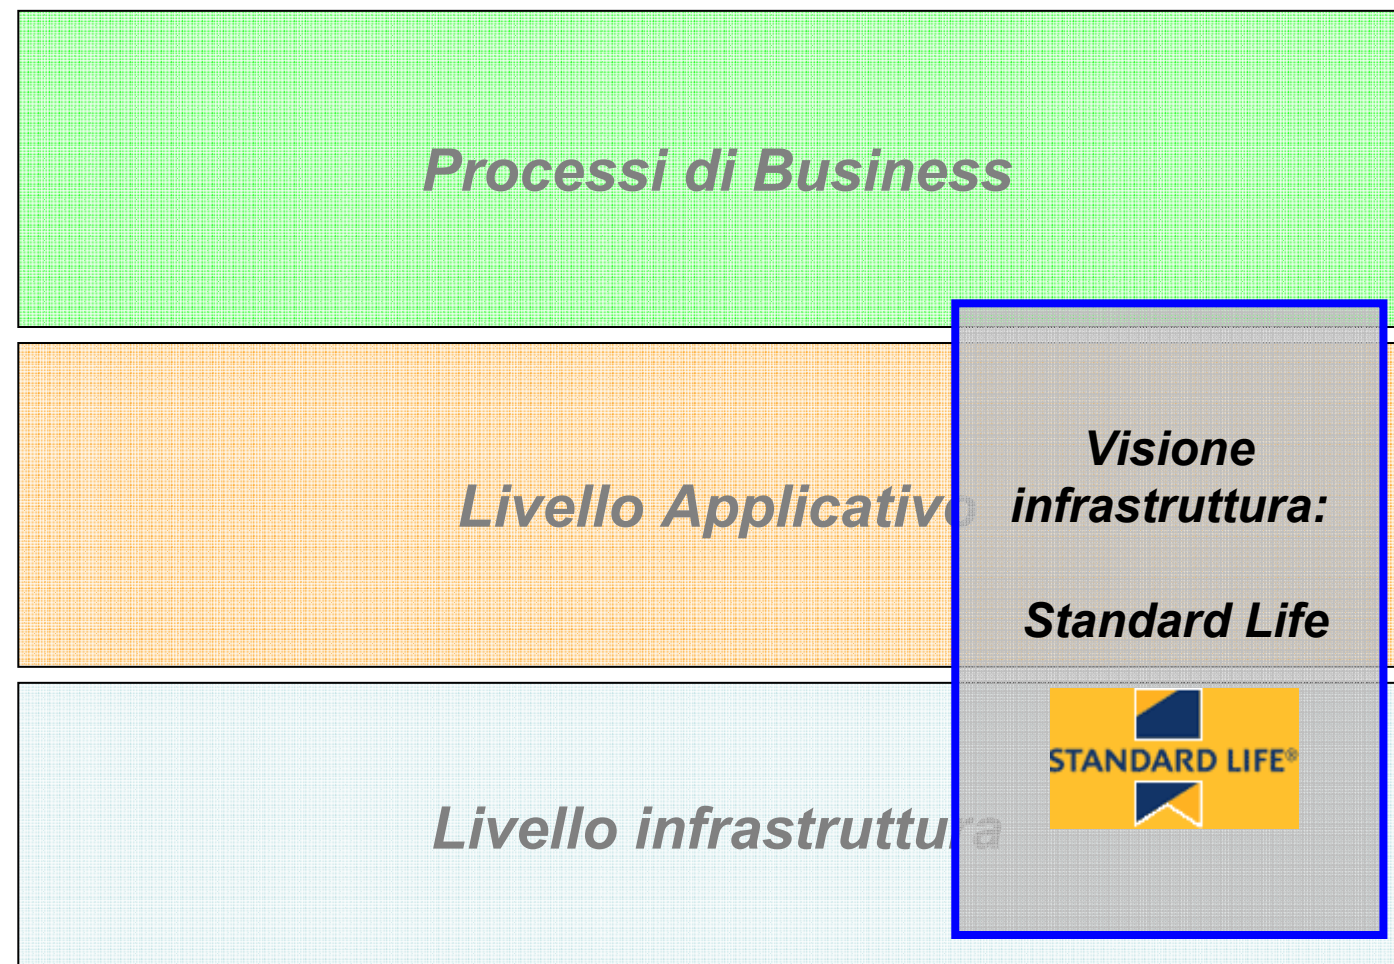 Processi di Business
Livello Applicativo
Visione
infrastruttura:
Standard Life
STANDARD LIFE®
Livello infrastruttura